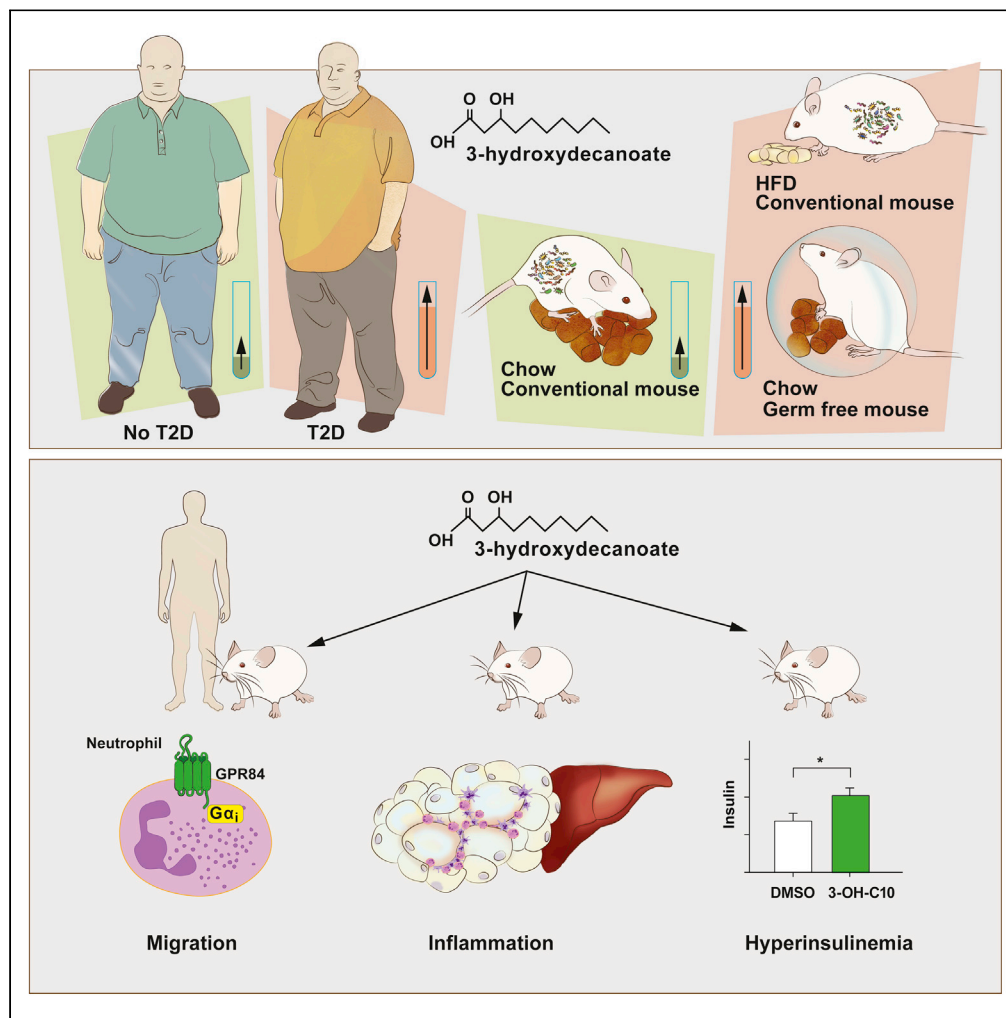 O
OH
OH
3-hydroxydecanoate
HFD
Conventional mouse
Chow
Conventional mouse
Chow
Germ free mouse
No T2D
T2D
O
OH
OH
3-hydroxydecanoate
Neutrophil
GPR84
Gαi
Insulin
*
DMSO
3-OH-C10
Migration
Inflammation
Hyperinsulinemia